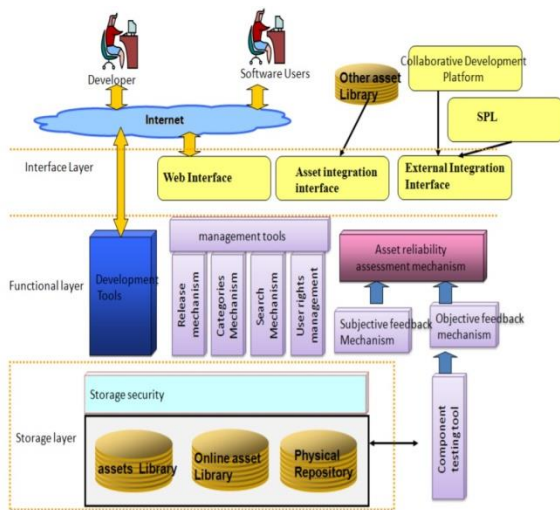 Developer
Software Users
Other asset
Library
Collaborative Development
Platform
Internet
SPL
Interface Layer
Web Interface
Asset integration
interface
External Integration
Interface
management tools
Asset reliability
assessment mechanism
Functional layer
Development
Tools
Release
mechanism
Categories
Mechanism
Search
Mechanism
User rights
management
Subjective feedback
Mechanism
Objective feedback
mechanism
Storage security
Storage layer
assets Library
Online asset
Library
Physical
Repository
Component
testing tool